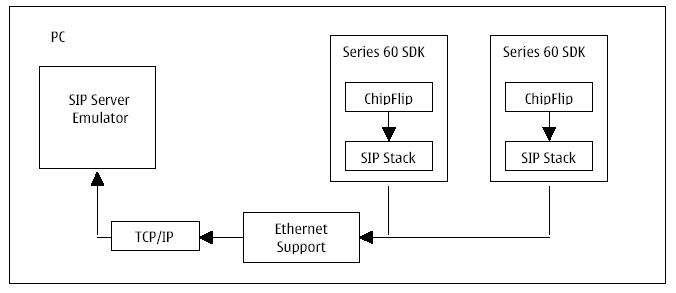 PC
SIP Server
Emulator
Series 60 SDK
ChipFlip
SIP Stack
Series 60 SDK
ChipFlip
SIP Stack
TCP/IP
Ethernet
Support